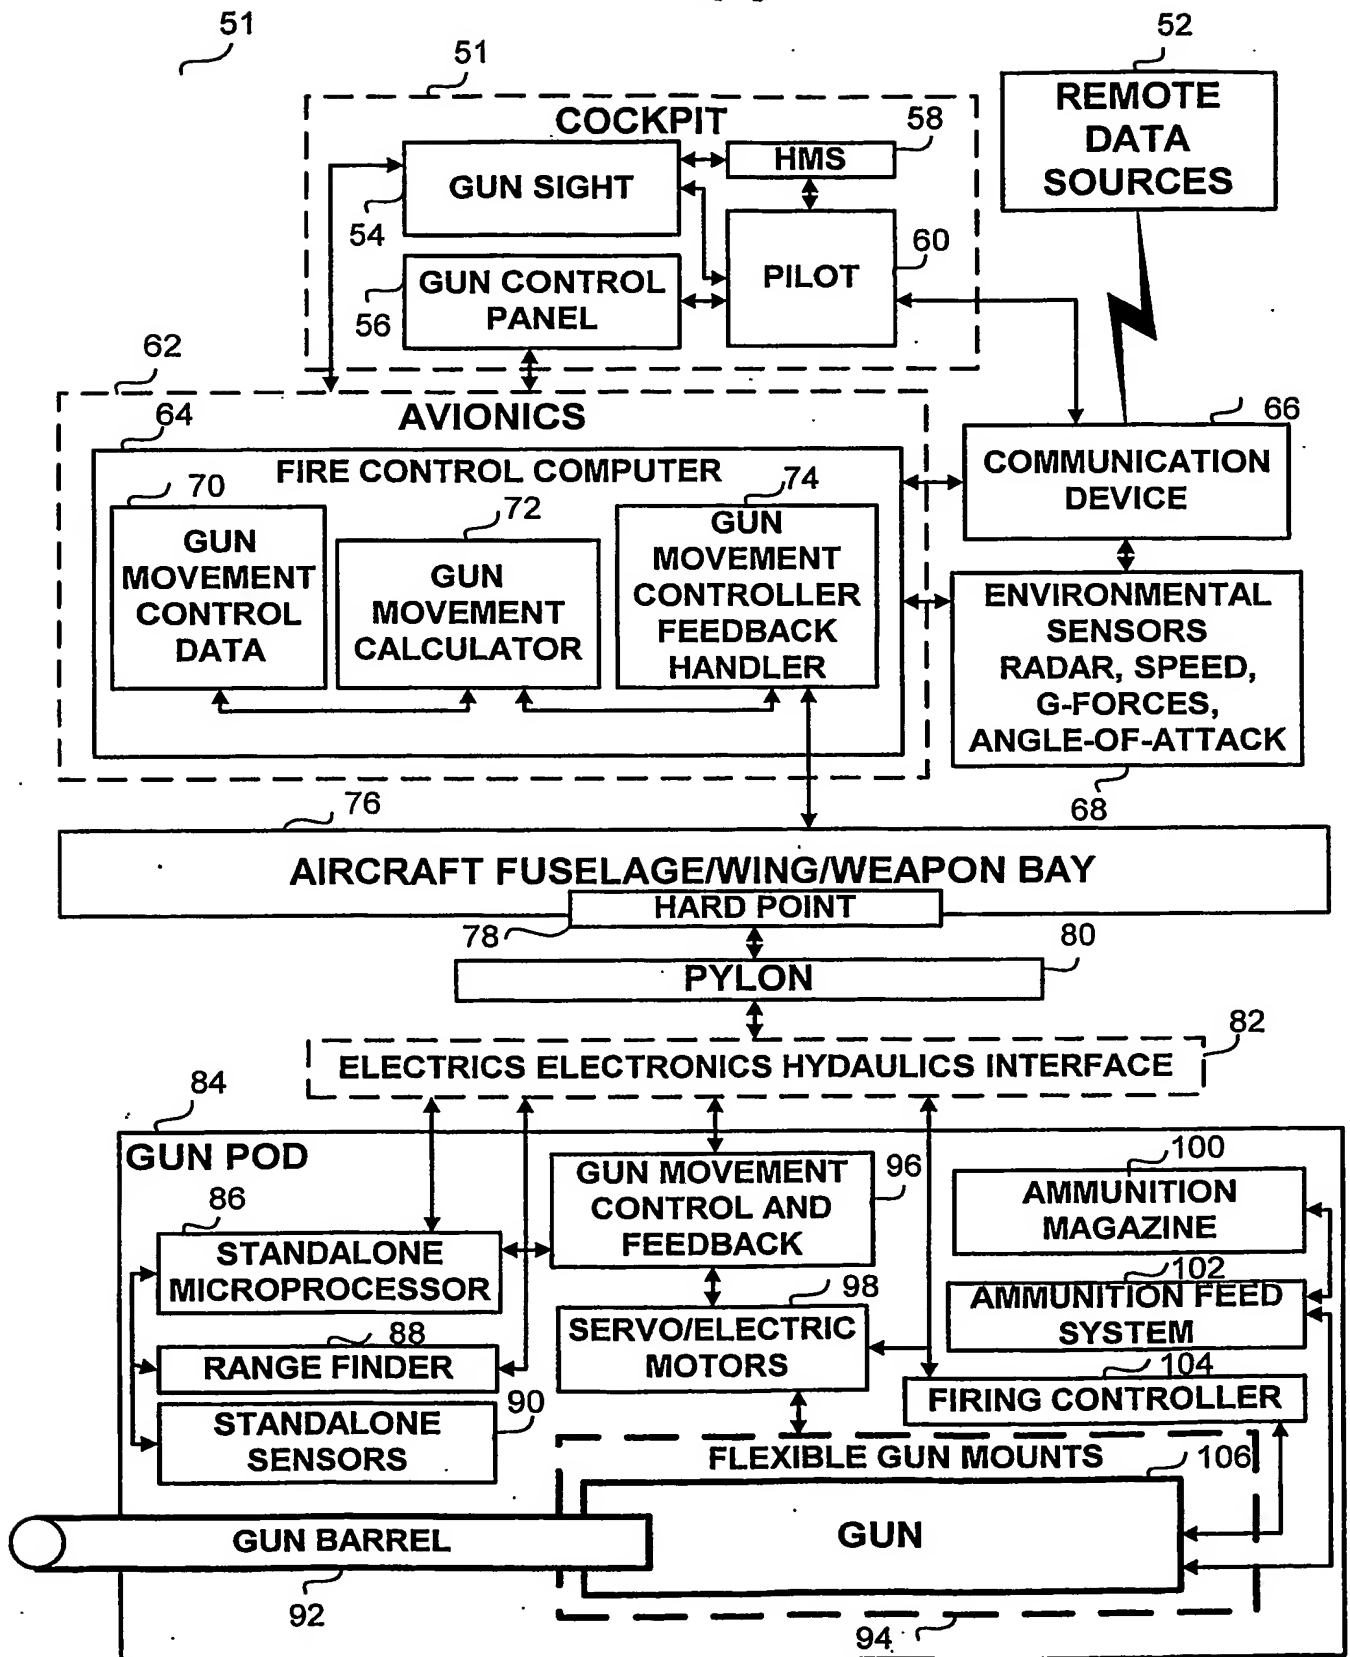 51
51
52
COCKPIT
REMOTE
DATA
SOURCES
58
HMS
GUN SIGHT
54
60
PILOT
GUN CONTROL
PANEL
56
62
AVIONICS
64
66
FIRE CONTROL COMPUTER
COMMUNICATION
DEVICE
70
72
74
GUN
MOVEMENT
CONTROL
DATA
GUN
MOVEMENT
CALCULATOR
GUN
MOVEMENT
CONTROLLER
FEEDBACK
HANDLER
ENVIRONMENTAL
SENSORS
RADAR, SPEED,
G-FORCES,
ANGLE-OF-ATTACK
68
76
AIRCRAFT FUSELAGE/WING/WEAPON BAY
HARD POINT
78
80
PYLON
82
ELECTRICS ELECTRONICS HYDAULICS INTERFACE
84
GUN POD
86
STANDALONE
MICROPROCESSOR
88
RANGE FINDER
90
STANDALONE
SENSORS
GUN MOVEMENT
CONTROL AND
FEEDBACK
96
98
SERVO/ELECTRIC
MOTORS
100
AMMUNITION
MAGAZINE
102
AMMUNITION FEED
SYSTEM
104
FIRING CONTROLLER
FLEXIBLE GUN MOUNTS
106
GUN
GUN BARREL
92
94